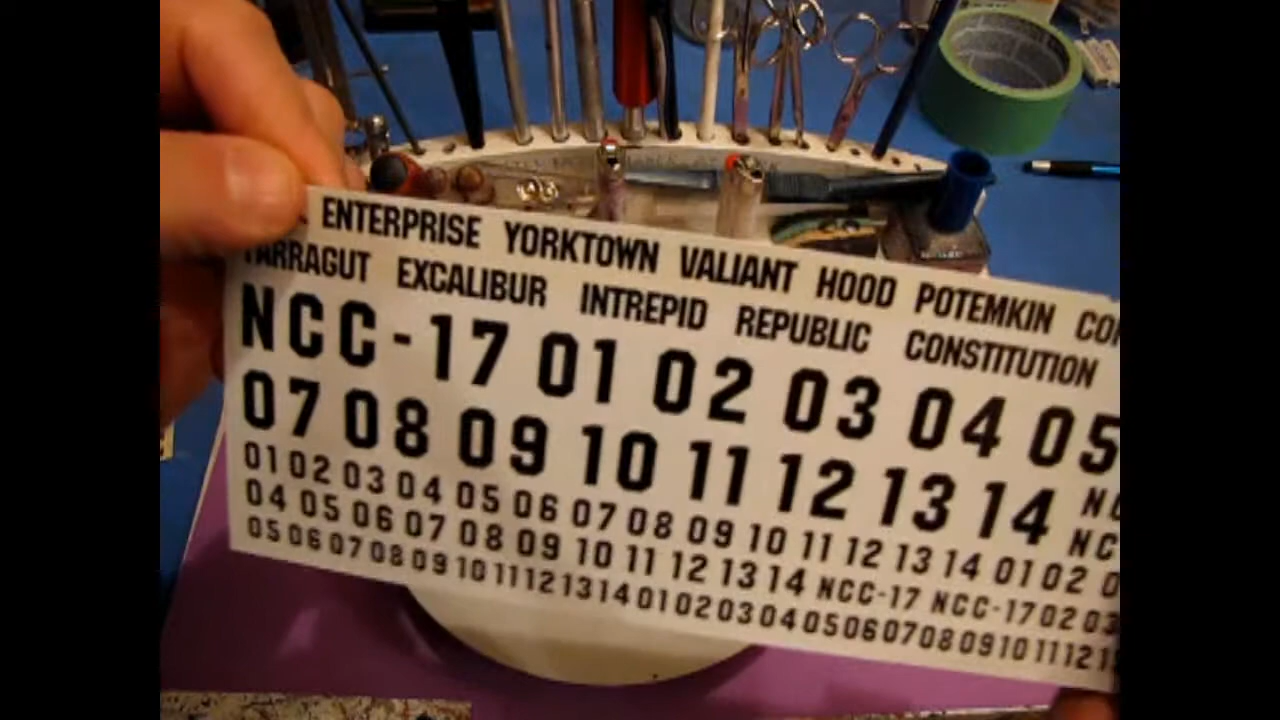 ENTERPRISE YORKTOWN VALIANT HOOD POTEMKIN
EXCALIBUR INTREPID REPUBLIC CONSTITUTION
NCC-17 01 02 03 04 05
07 08 09 10 11 12 13 14
01 02 03 04 05 06 07 08 09 10 11 12 13 14 01 02
04 05 06 07 08 09 10 11 12 13 14 NCC-17 NCC-17 02 03
05 06 07 08 09 10 11 12 13 14 01 02 03 04 05 06 07 08 09 10 11 12